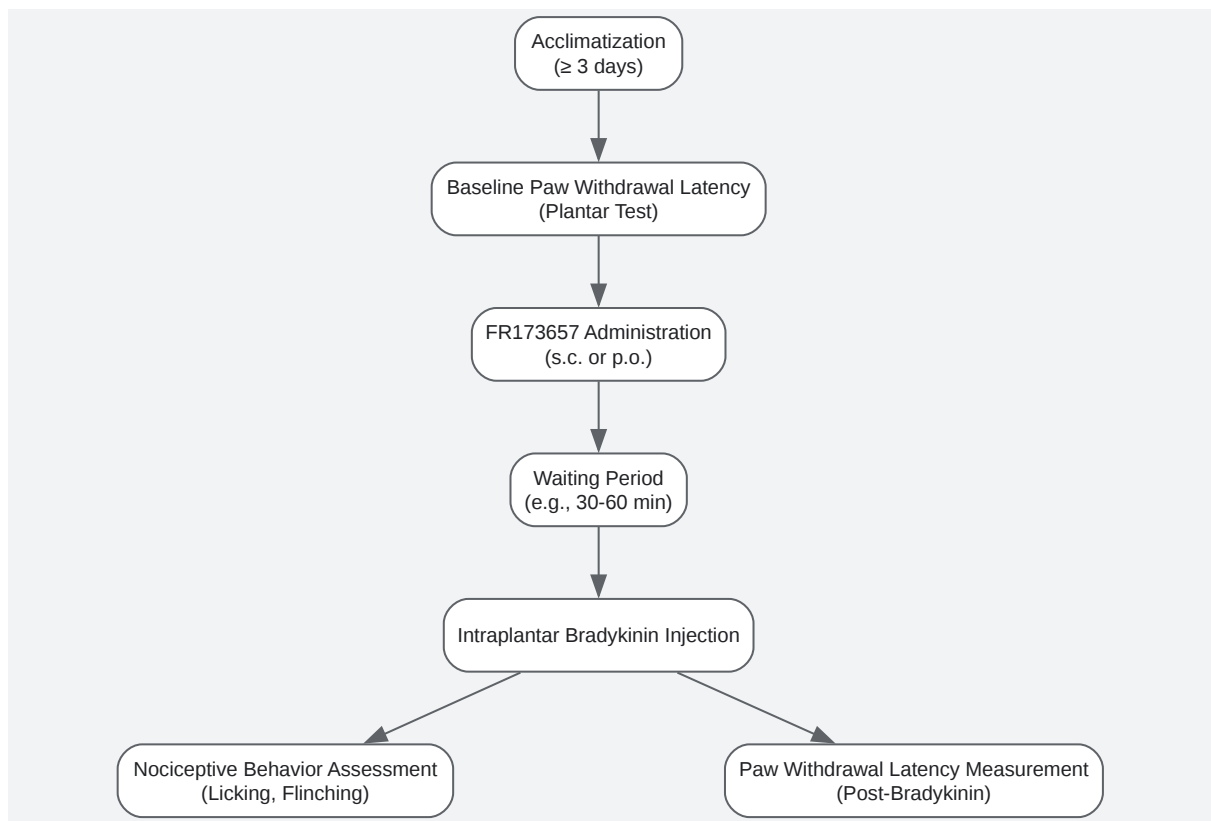 Acclimatization
(≥ 3 days)
Baseline Paw Withdrawal Latency
(Plantar Test)
FR173657 Administration
(s.c. or p.o.)
Waiting Period
(e.g., 30-60 min)
Intraplantar Bradykinin Injection
Nociceptive Behavior Assessment
(Licking, Flinching)
Paw Withdrawal Latency Measurement
(Post-Bradykinin)